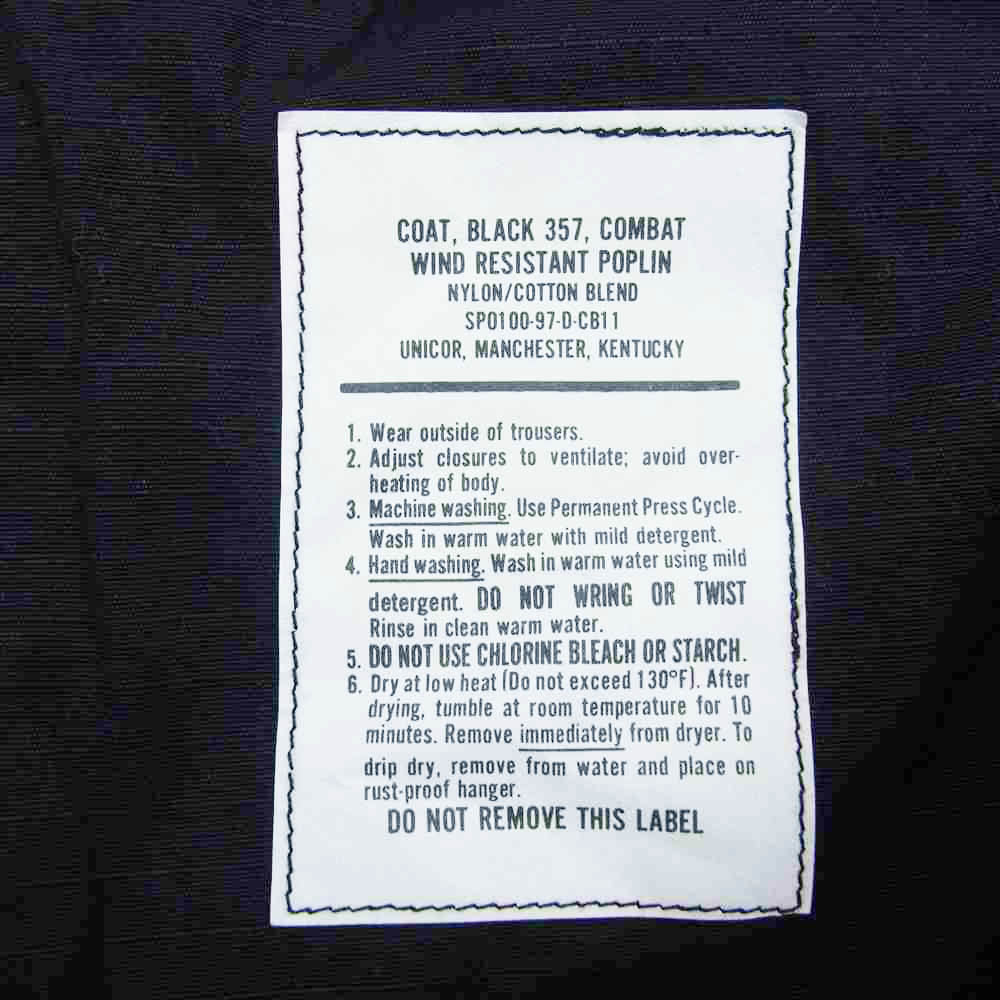 COAT, BLACK 357, COMBAT
WIND RESISTANT POPLIN
NYLON/COTTON BLEND
SPO100-97-D-CB11
UNICOR, MANCHESTER, KENTUCKY
1. Wear outside of trousers.
2. Adjust closures to ventilate; avoid over-
heating of body.
3. Machine washing. Use Permanent Press Cycle.
Wash in warm water with mild detergent.
4. Hand washing. Wash in warm water using mild
detergent. DO NOT WRING OR TWIST
Rinse in clean warm water.
5. DO NOT USE CHLORINE BLEACH OR STARCH.
6. Dry at low heat (Do not exceed 130°F). After
drying, tumble at room temperature for 10
minutes. Remove immediately from dryer. To
drip dry, remove from water and place on
rust-proof hanger.
DO NOT REMOVE THIS LABEL